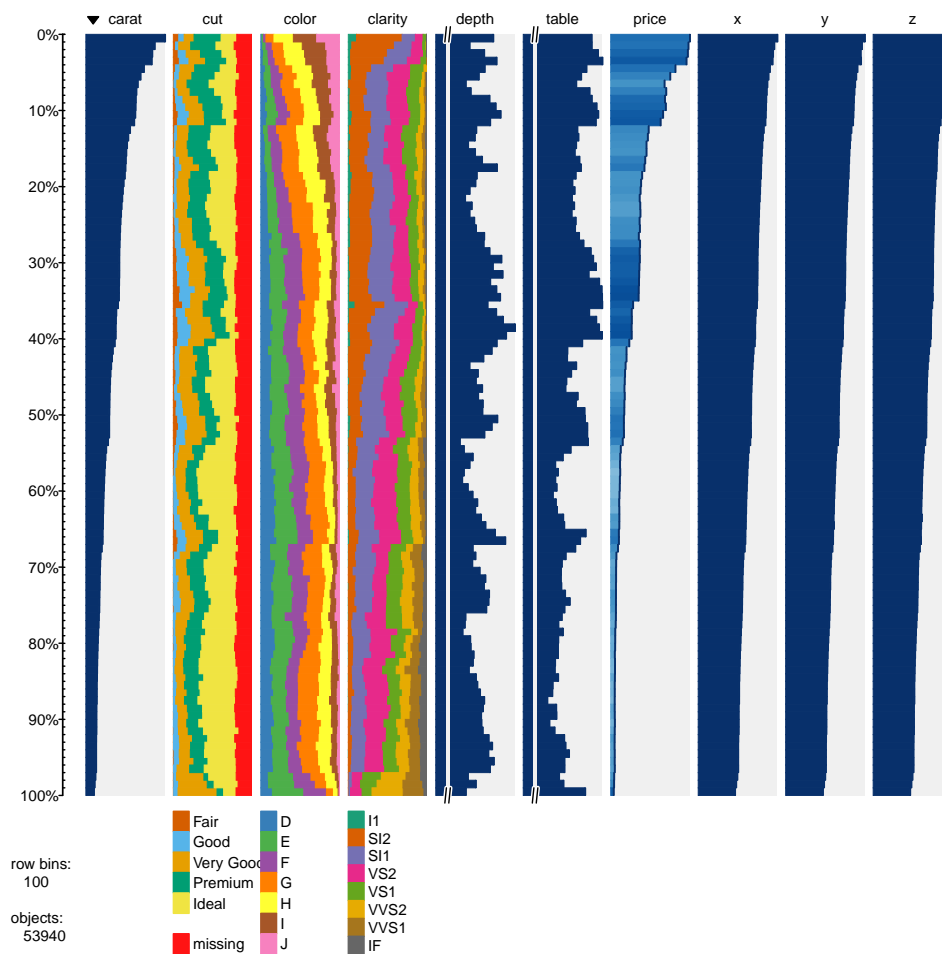 carat cut color clarity depth table price x y z
0%
10%
20%
30%
40%
50%
60%
70%
80%
90%
100%
row bins:
100
objects:
53940
Fair
Good
Very Good
Premium
Ideal
missing
D
E
F
G
H
I
J
I1
SI2
SI1
VS2
VS1
VVS2
VVS1
IF